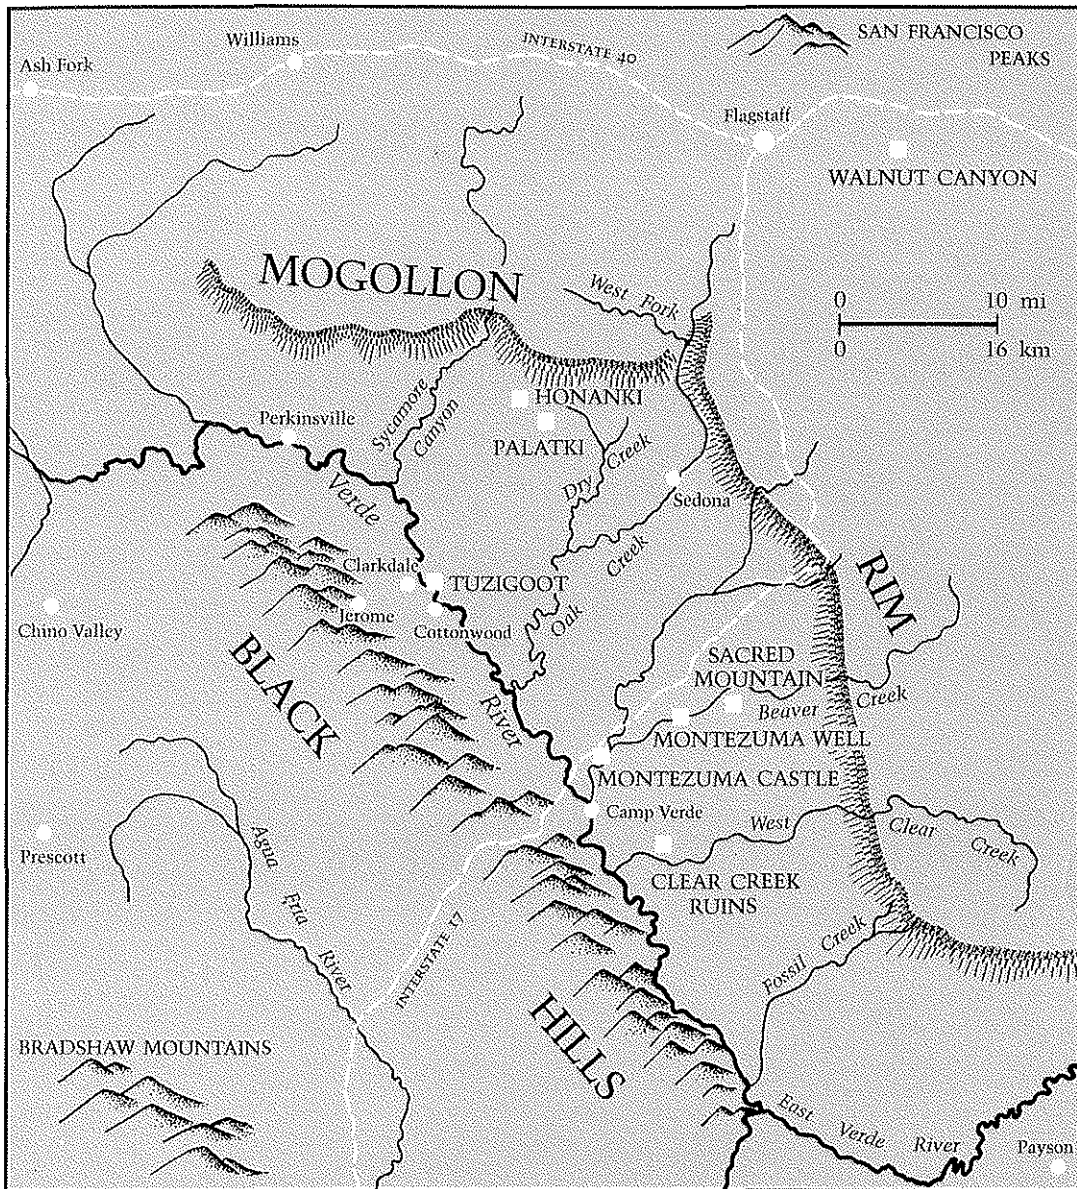 SAN FRANCISCO
PEAKS
Williams
INTERSTATE 40
Ash Fork
Flagstaff
WALNUT CANYON
MOGOLLON
West Fork
0 10 mi
0 16 km
HONANKI
Sycamore
Canyon
Perkinsville
PALATKI
Dry Creek
Verde
Sedona
Creek
Clarkdale
TUZIGOOT
RIM
Jerome
Cottonwood
Oak
Chino Valley
BLACK
SACRED
MOUNTAIN
Beaver Creek
River
MONTEZUMA WELL
MONTEZUMA CASTLE
Camp Verde
West Clear
Creek
Prescott
Agua
Fria
River
CLEAR CREEK
RUINS
INTERSTATE 17
Fossil Creek
HILLS
BRADSHAW MOUNTAINS
East Verde River
Payson